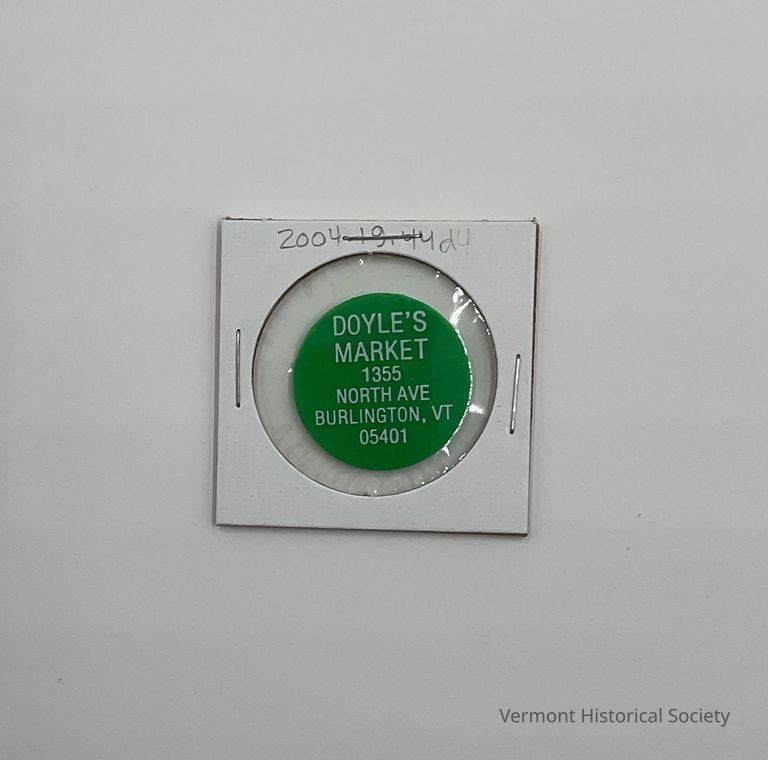 2004.19.44d4
DOYLE'S
MARKET
1355
NORTH AVE
BURLINGTON, VT
05401
Vermont Historical Society